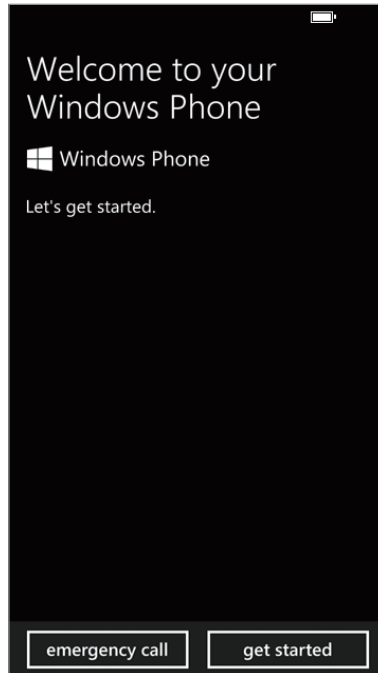 Welcome to your
Windows Phone
Windows Phone
Let's get started.
emergency call
get started